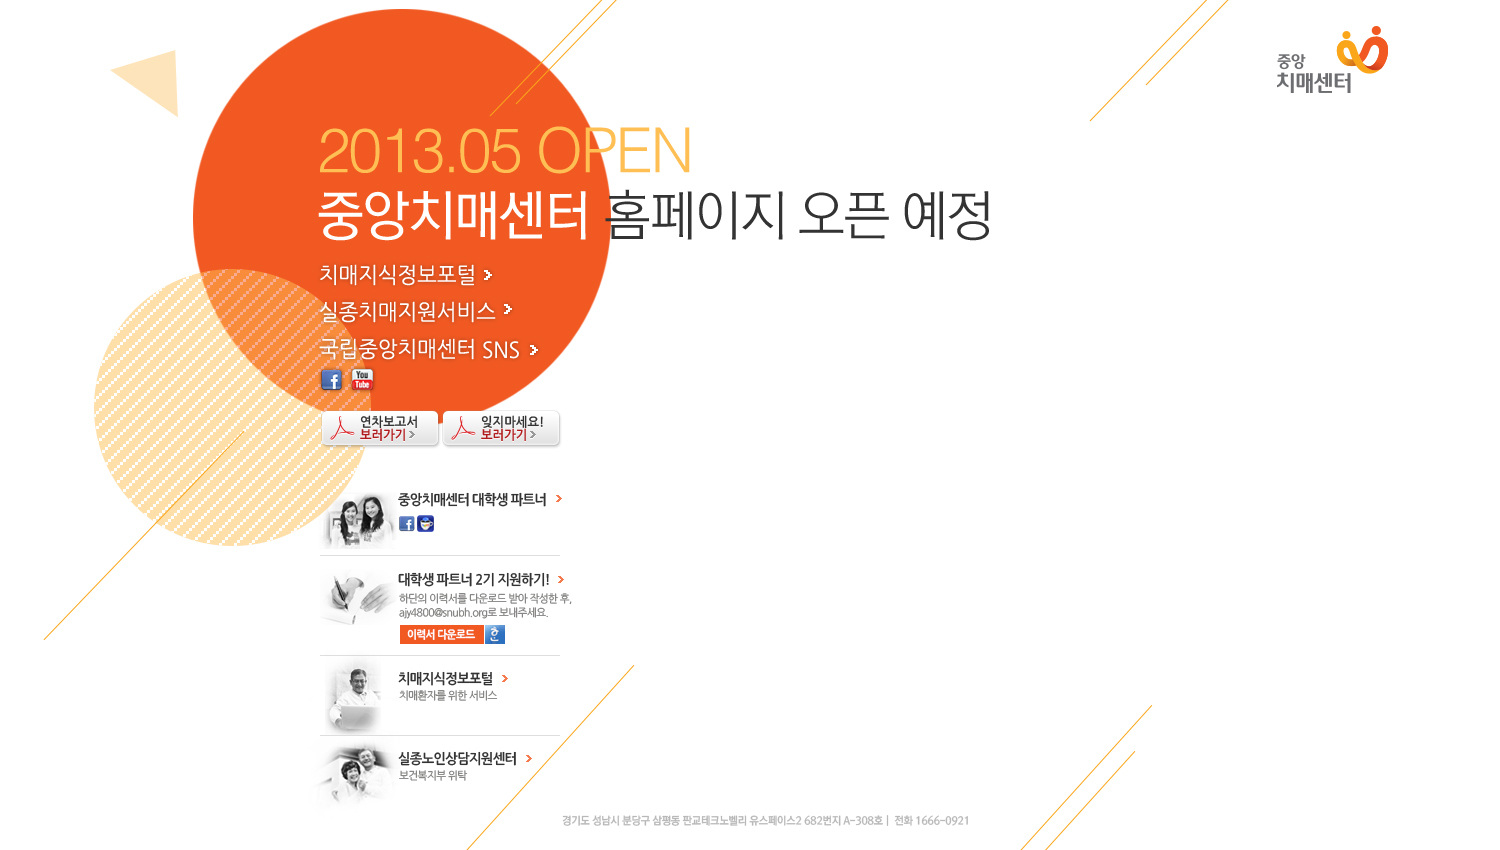 중앙
치매센터
2013.05 OPEN
중앙치매센터 홈페이지 오픈 예정
치매지식정보포털
실종치매지원서비스
국립중앙치매센터 SNS
f
You
Tube
연차보고서
보러가기
잊지마세요!
보러가기
중앙치매센터 대학생 파트너
f
대학생 파트너 2기 지원하기!
하단의 이력서를 다운로드 받아 작성한 후,
ajy4800@snubh.org로 보내주세요.
이력서 다운로드
한
치매지식정보포털
치매환자를 위한 서비스
실종노인상담지원센터
보건복지부 위탁
경기도 성남시 분당구 삼평동 판교테크노벨리 유스페이스2 682번지 A-308호 | 전화 1666-0921